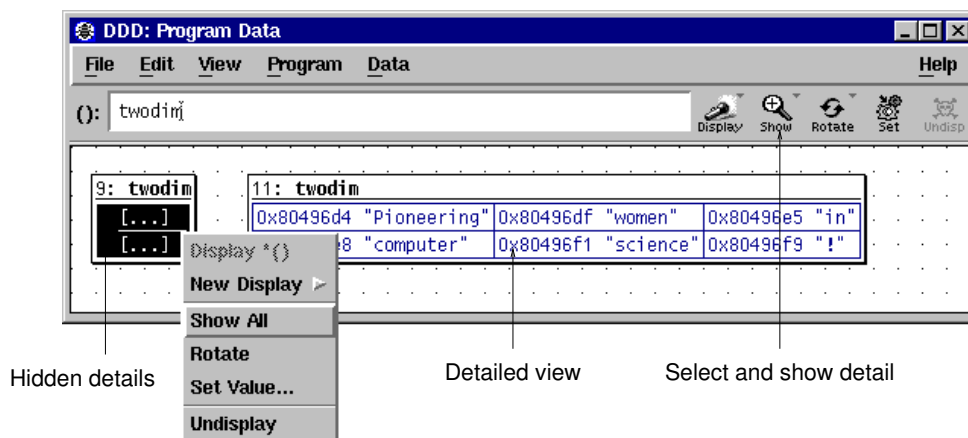 DDD: Program Data
File Edit View Program Data Help
(): twodim
Display Show Rotate Set Undisp
9: twodim
[...]
[...]
11: twodim
0x80496d4 "Pioneering" 0x80496df "women" 0x80496e5 "in"
e8 "computer" 0x80496f1 "science" 0x80496f9 "!"
Display *()
New Display
Show All
Rotate
Set Value...
Undisplay
Hidden details
Detailed view
Select and show detail